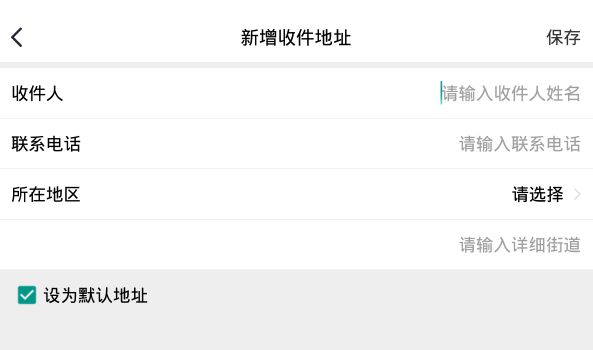 新增收件地址 保存
收件人 请输入收件人姓名
联系电话 请输入联系电话
所在地区 请选择
请输入详细街道
设为默认地址